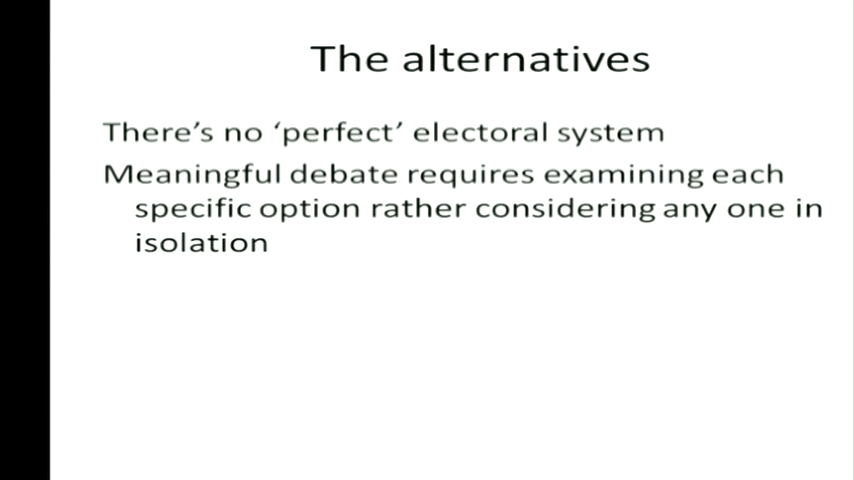 The alternatives
There’s no ‘perfect’ electoral system
Meaningful debate requires examining each
specific option rather considering any one in
isolation